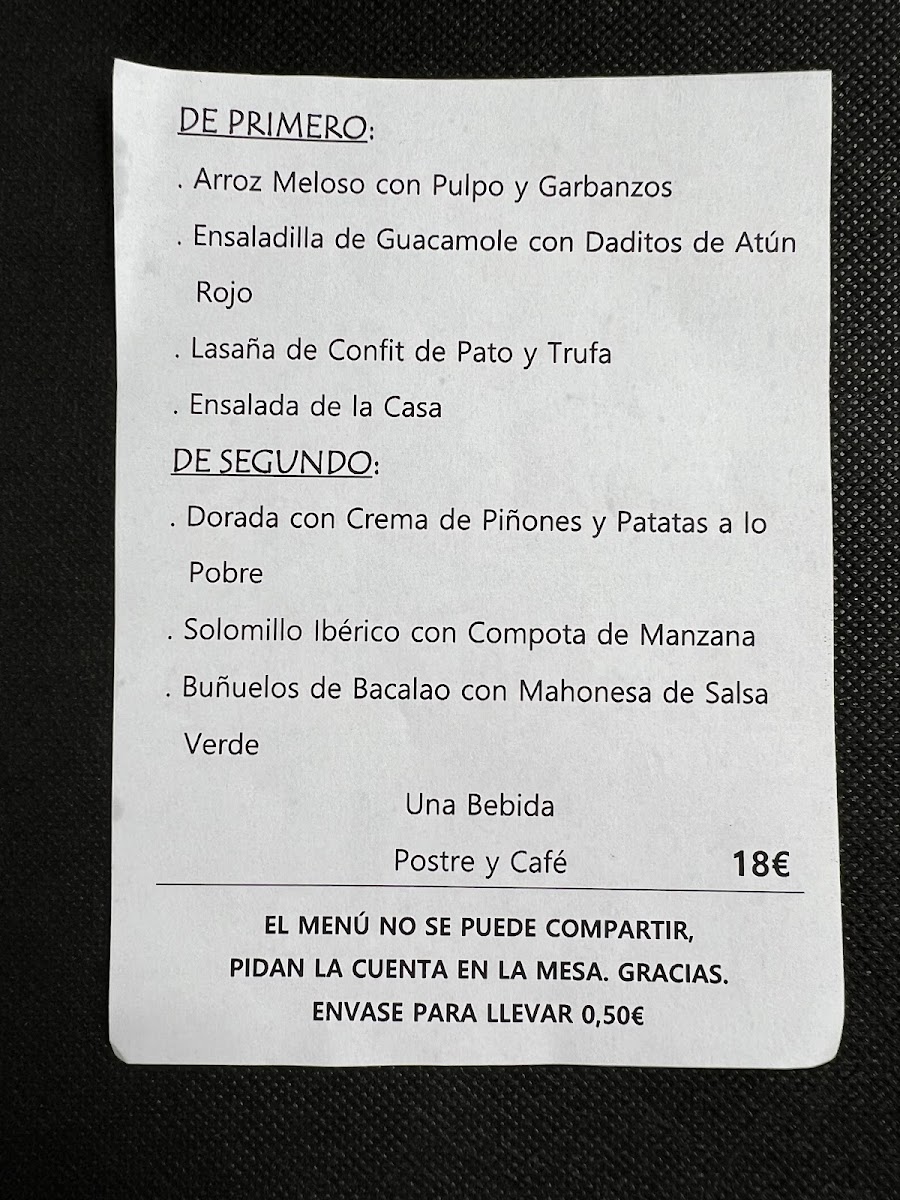 DE PRIMERO:
. Arroz Meloso con Pulpo y Garbanzos
. Ensaladilla de Guacamole con Daditos de Atún
Rojo
. Lasaña de Confit de Pato y Trufa
. Ensalada de la Casa
DE SEGUNDO:
. Dorada con Crema de Piñones y Patatas a lo
Pobre
. Solomillo Ibérico con Compota de Manzana
. Buñuelos de Bacalao con Mahonesa de Salsa
Verde
Una Bebida
Postre y Café 18€
EL MENÚ NO SE PUEDE COMPARTIR,
PIDAN LA CUENTA EN LA MESA. GRACIAS.
ENVASE PARA LLEVAR 0,50€